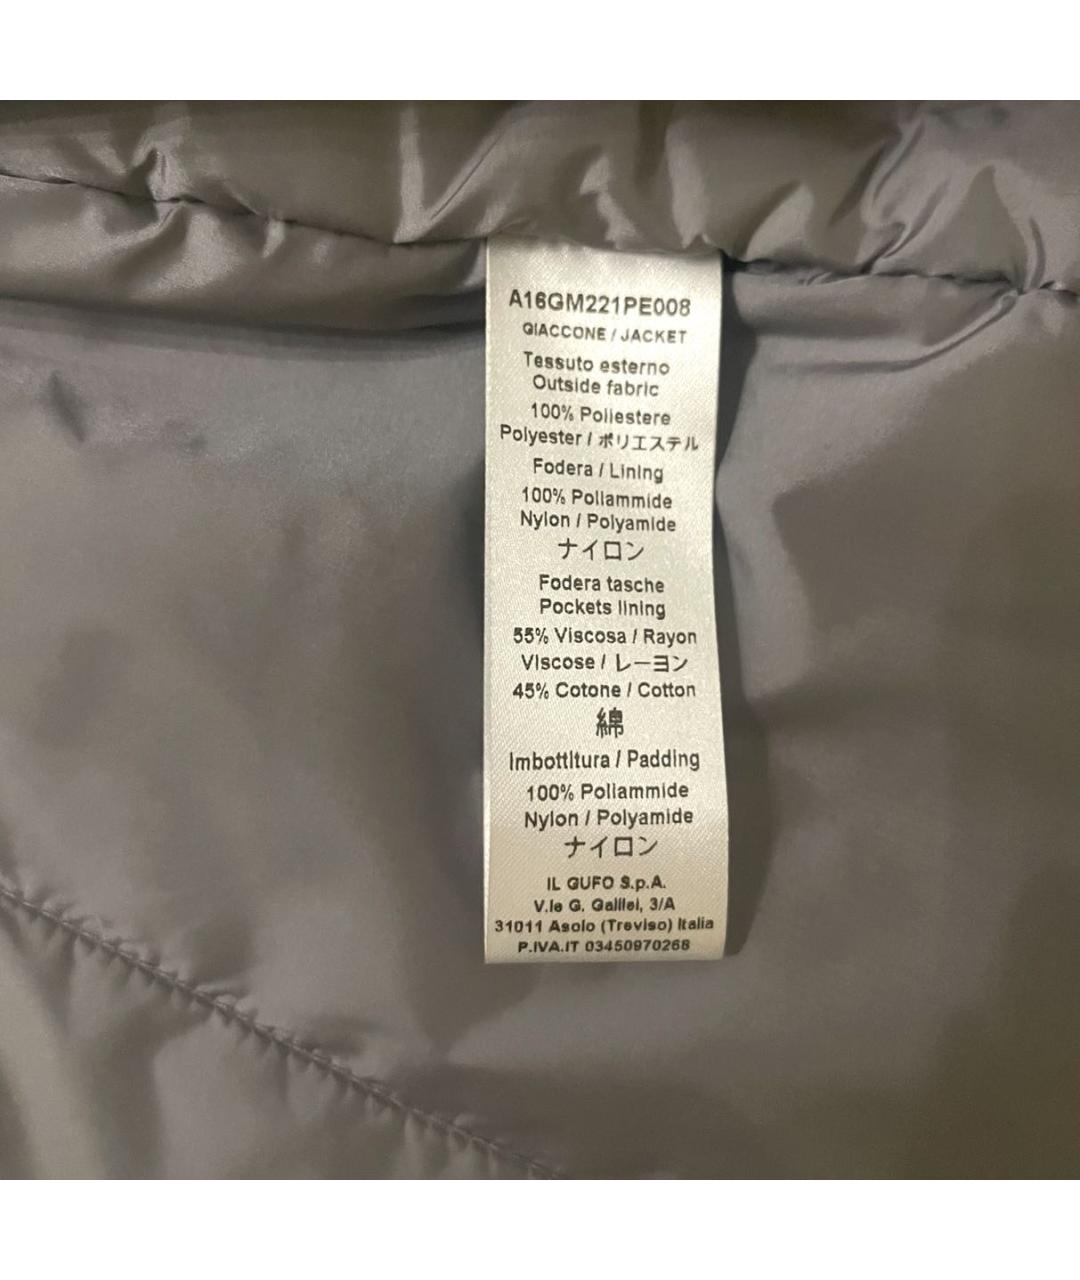 A16GM221PE008
GIACCONE / JACKET
Tessuto esterno
Outside fabric
100% Poliestere
Polyester / ポリエステル
Fodera / Lining
100% Poliammide
Nylon / Polyamide
ナイロン
Fodera tasche
Pockets lining
55% Viscosa / Rayon
Viscose / レーヨン
45% Cotone / Cotton
綿
Imbottitura / Padding
100% Poliammide
Nylon / Polyamide
ナイロン
IL GUFO S.p.A.
V.le G. Galilei, 3/A
31011 Asolo (Treviso) Italia
P.IVA.IT 03450970268